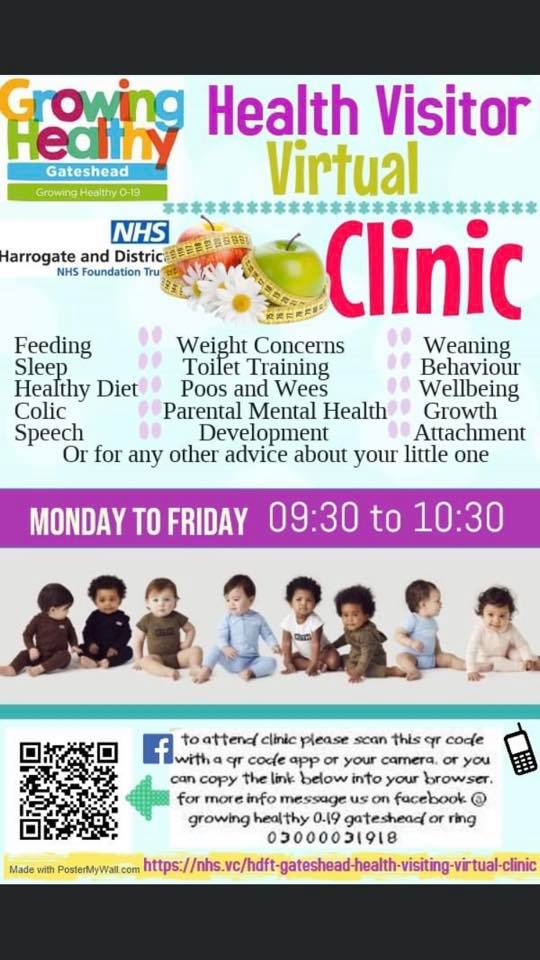 Growing
Healthy
Gateshead
Growing Healthy 0-19
Health Visitor
Virtual
Clinic
NHS
Harrogate and Distric
NHS Foundation Tru
Feeding Weight Concerns Weaning
Sleep Toilet Training Behaviour
Healthy Diet Poos and Wees Wellbeing
Colic Parental Mental Health Growth
Speech Development Attachment
Or for any other advice about your little one
MONDAY TO FRIDAY 09:30 to 10:30
to attend clinic please scan this qr code
with a qr code app or your camera. or you
can copy the link below into your browser.
for more info message us on facebook @
growing healthy 0-19 gateshead or ring
03000031918
Made with PosterMyWall.com
https://nhs.vc/hdft-gateshead-health-visiting-virtual-clinic